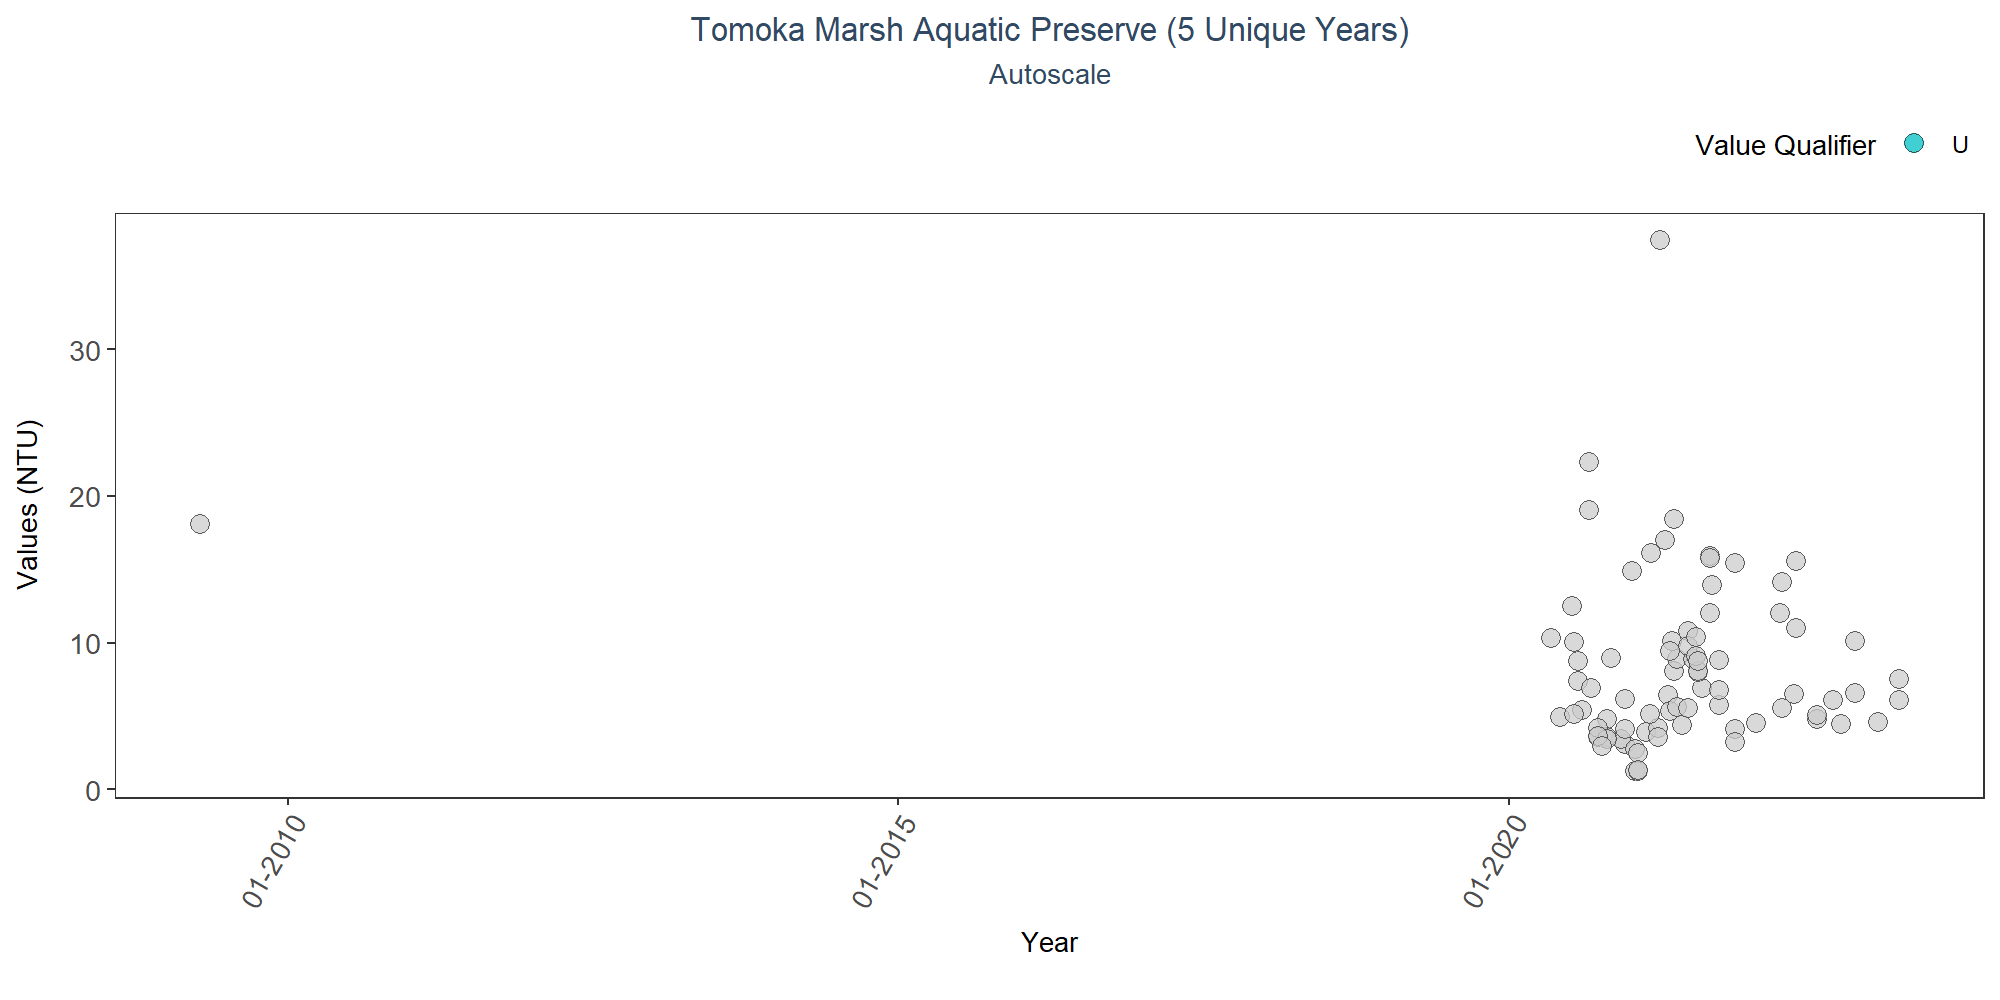 Tomoka Marsh Aquatic Preserve (5 Unique Years)
Autoscale
Value Qualifier U
Values (NTU)
30
20
10
0
01-2010
01-2015
01-2020
Year